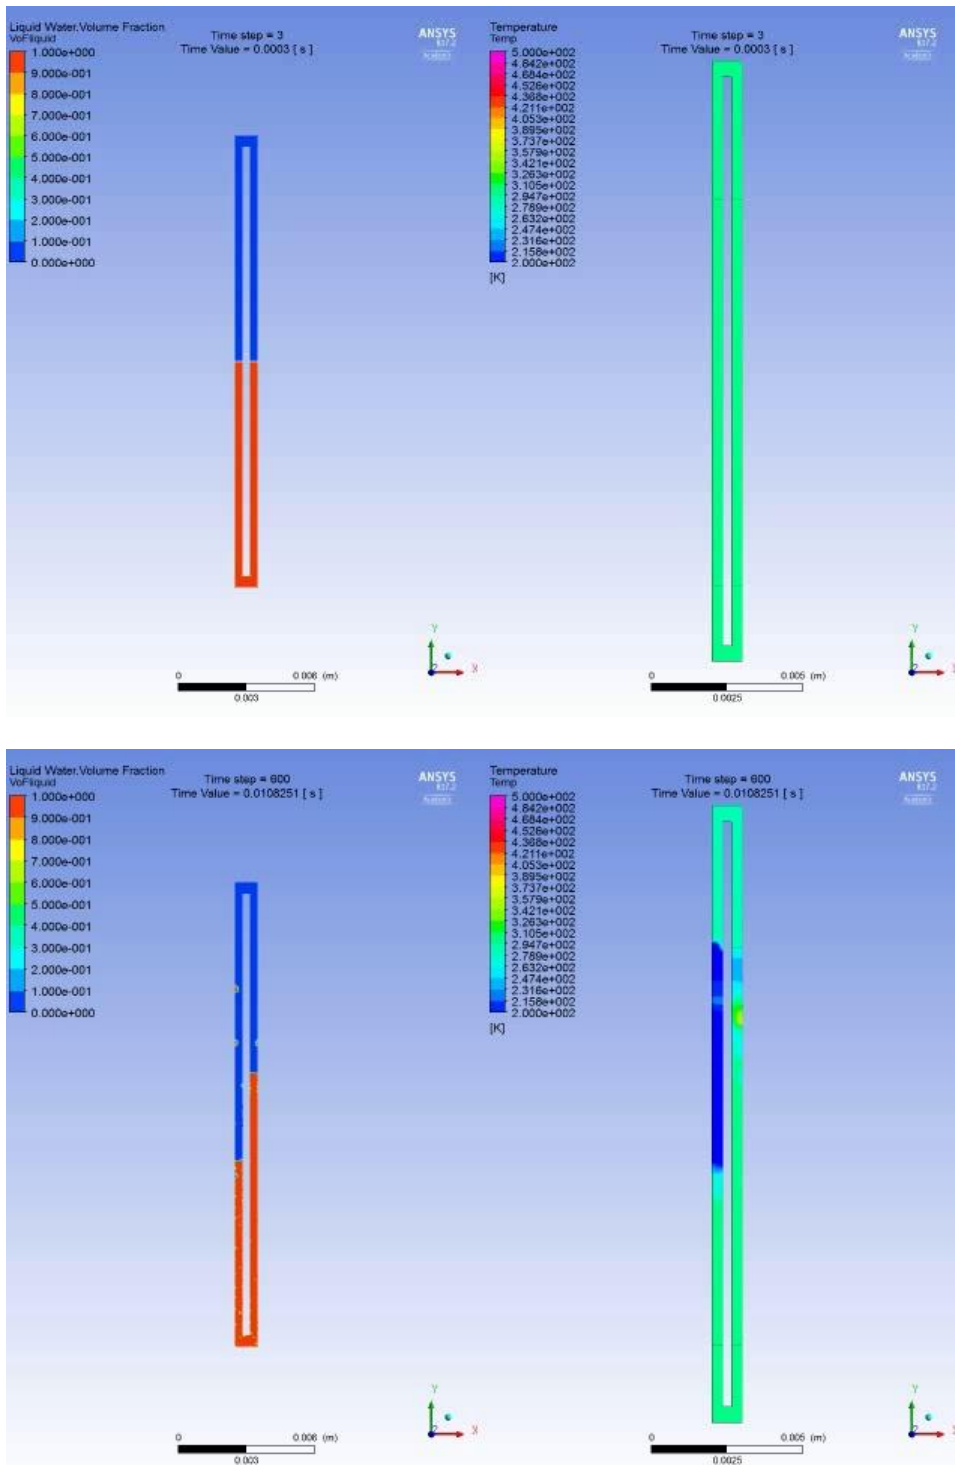 Liquid Water.Volume Fraction
VoFliquid
1.000e+000
9.000e-001
8.000e-001
7.000e-001
6.000e-001
5.000e-001
4.000e-001
3.000e-001
2.000e-001
1.000e-001
0.000e+000
Time step = 3
Time Value = 0.0003 [ s ]
ANSYS
R17.2
Y
X
Z
0
0.006 (m)
0.003
Temperature
Temp
5.000e+002
4.842e+002
4.684e+002
4.526e+002
4.368e+002
4.211e+002
4.053e+002
3.895e+002
3.737e+002
3.579e+002
3.421e+002
3.263e+002
3.105e+002
2.947e+002
2.789e+002
2.632e+002
2.474e+002
2.316e+002
2.158e+002
2.000e+002
[K]
Time step = 3
Time Value = 0.0003 [ s ]
ANSYS
R17.2
Y
X
Z
0
0.005 (m)
0.0025
Liquid Water.Volume Fraction
VoFliquid
1.000e+000
9.000e-001
8.000e-001
7.000e-001
6.000e-001
5.000e-001
4.000e-001
3.000e-001
2.000e-001
1.000e-001
0.000e+000
Time step = 600
Time Value = 0.0108251 [ s ]
ANSYS
R17.2
Y
X
Z
0
0.006 (m)
0.003
Temperature
Temp
5.000e+002
4.842e+002
4.684e+002
4.526e+002
4.368e+002
4.211e+002
4.053e+002
3.895e+002
3.737e+002
3.579e+002
3.421e+002
3.263e+002
3.105e+002
2.947e+002
2.789e+002
2.632e+002
2.474e+002
2.316e+002
2.158e+002
2.000e+002
[K]
Time step = 600
Time Value = 0.0108251 [ s ]
ANSYS
R17.2
Y
X
Z
0
0.005 (m)
0.0025